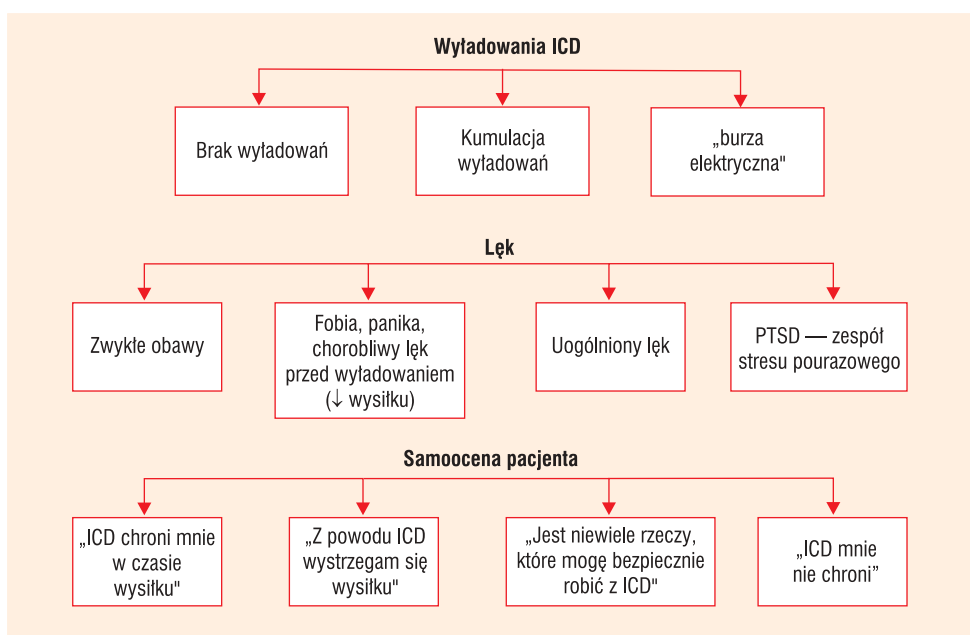 Wyładowania ICD
Brak wyładowań
Kumulacja
wyładowań
„burza
elektryczna"
Lęk
Zwykłe obawy
Fobia, panika,
chorobliwy lęk
przed wyładowaniem
(↓ wysiłku)
Uogólniony lęk
PTSD — zespół
stresu pourazowego
Samoocena pacjenta
„ICD chroni mnie
w czasie
wysiłku"
„Z powodu ICD
wystrzegam się
wysiłku"
„Jest niewiele rzeczy,
które mogę bezpiecznie
robić z ICD"
„ICD mnie
nie chroni”